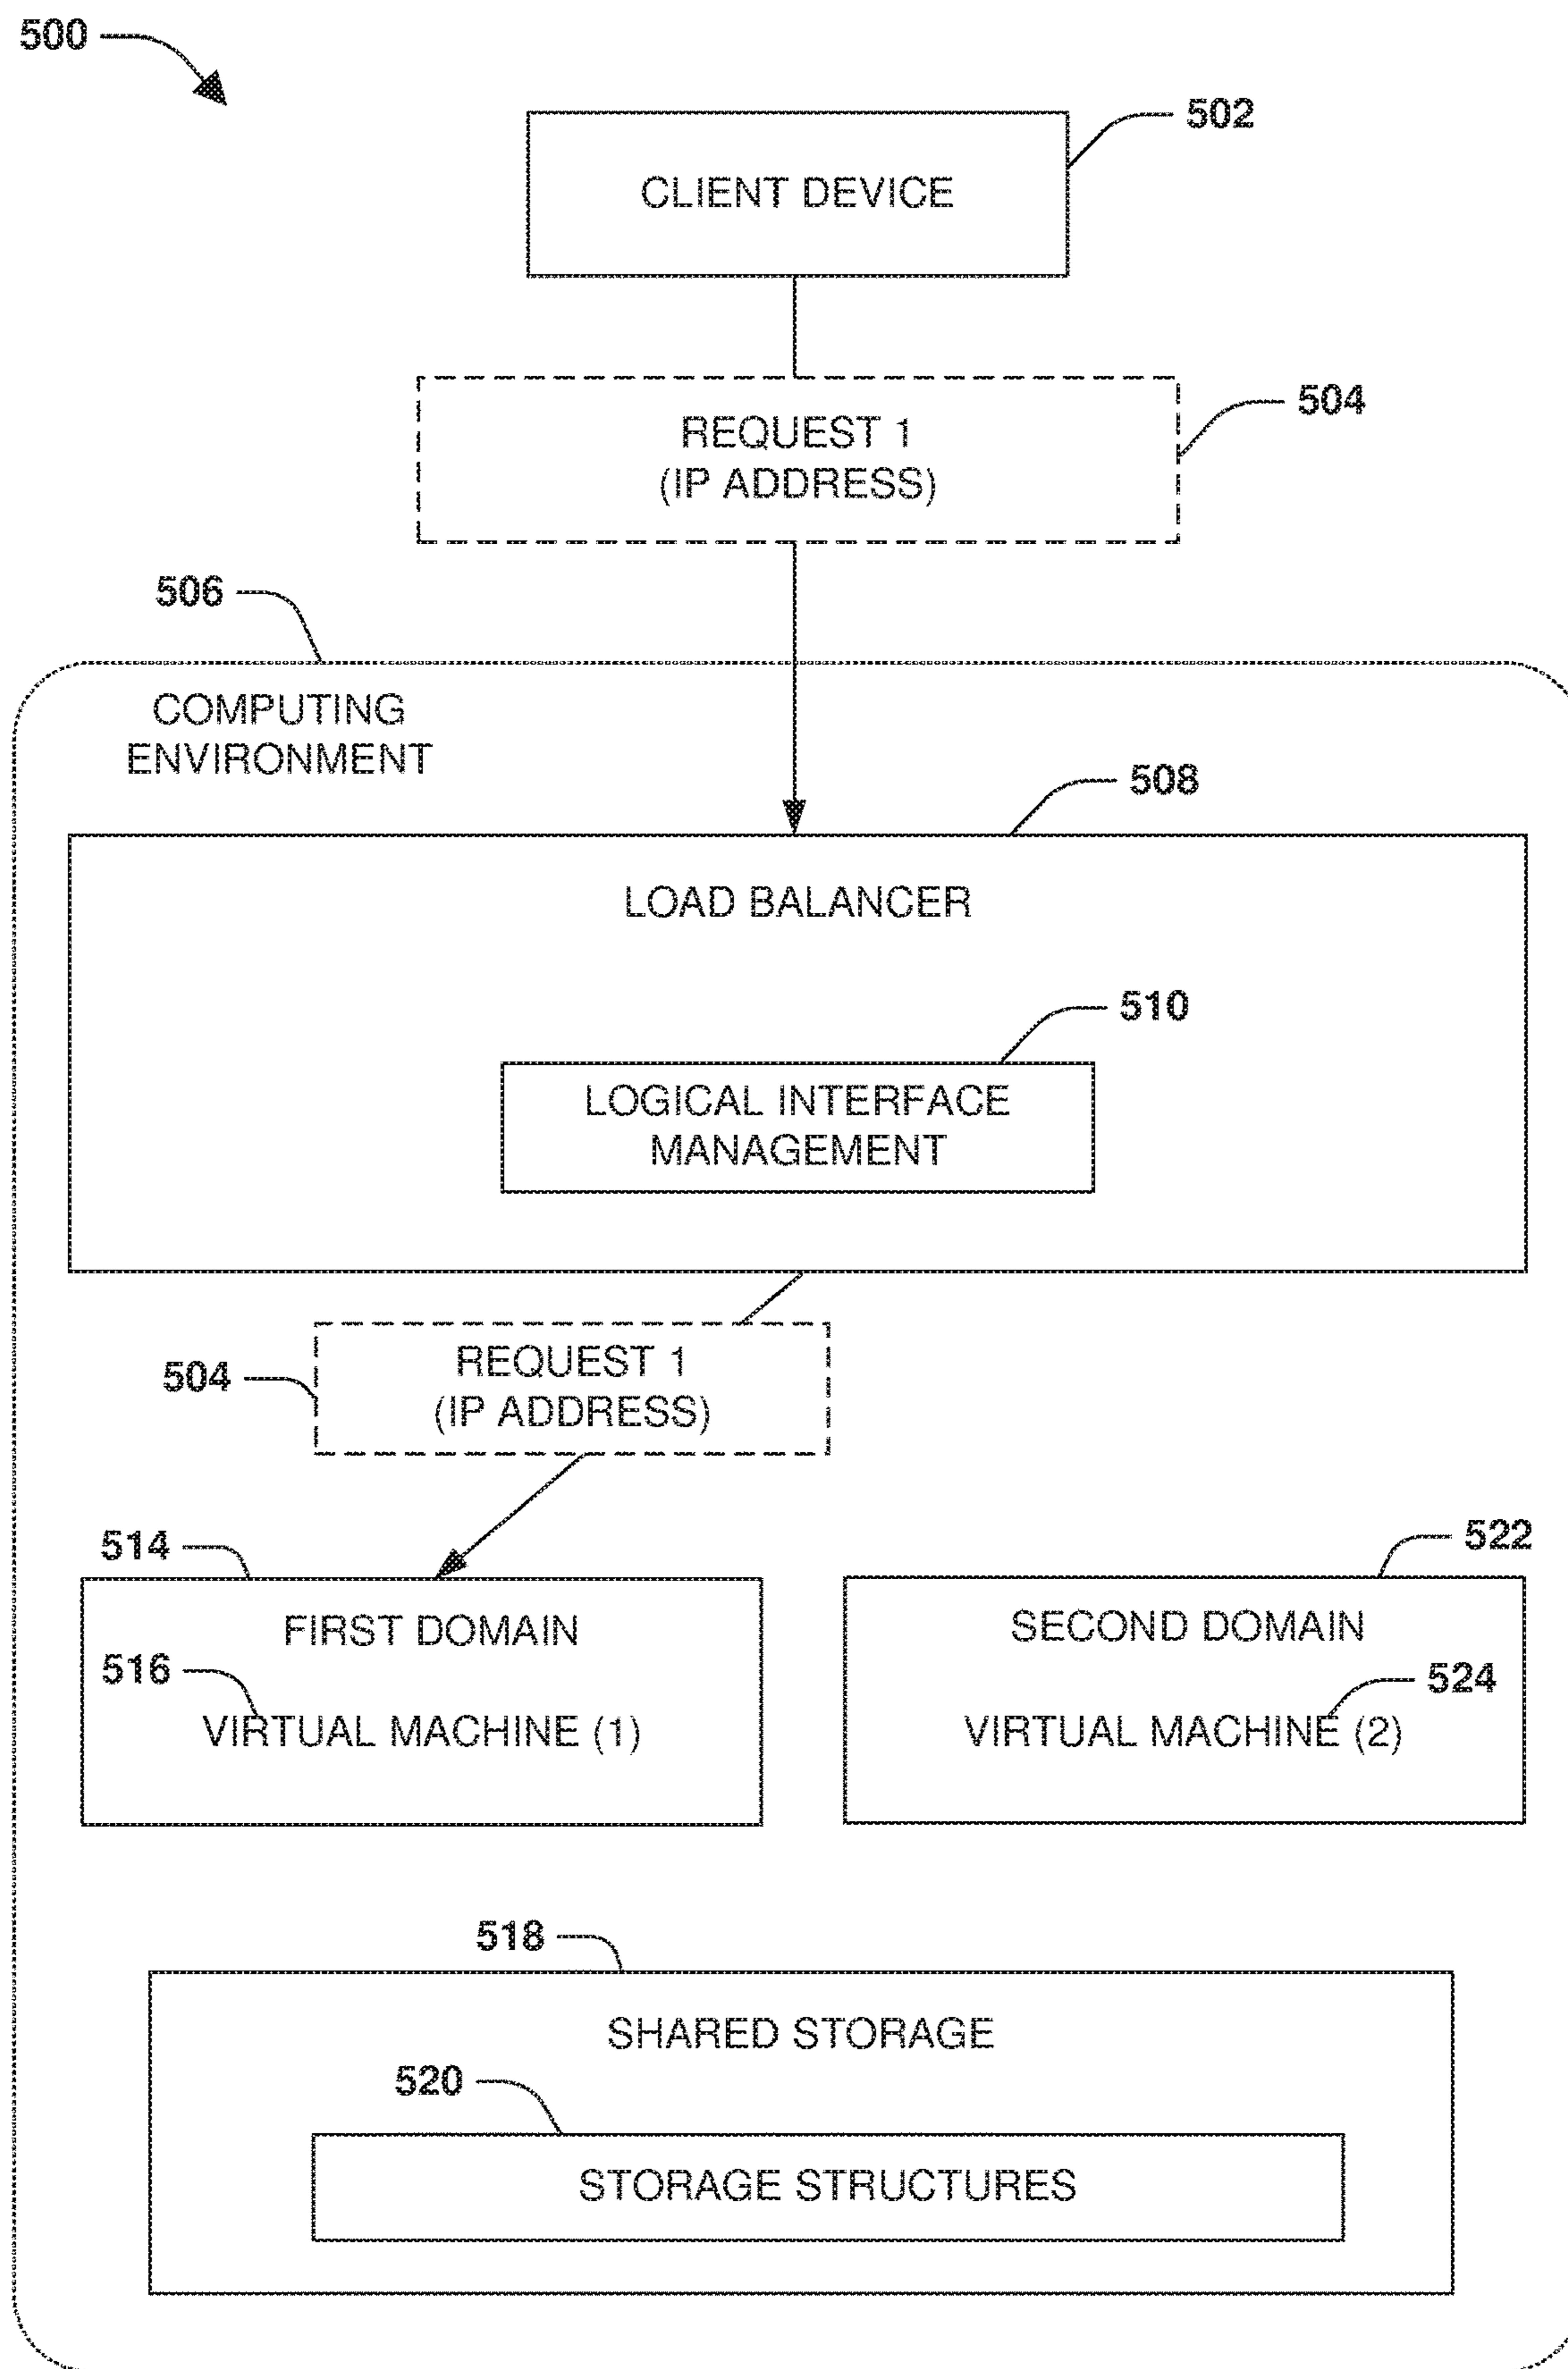 500
502
CLIENT DEVICE
504
REQUEST 1
(IP ADDRESS)
506
COMPUTING
ENVIRONMENT
508
LOAD BALANCER
510
LOGICAL INTERFACE
MANAGEMENT
504
REQUEST 1
(IP ADDRESS)
514
FIRST DOMAIN
516
VIRTUAL MACHINE (1)
522
SECOND DOMAIN
524
VIRTUAL MACHINE (2)
518
SHARED STORAGE
520
STORAGE STRUCTURES